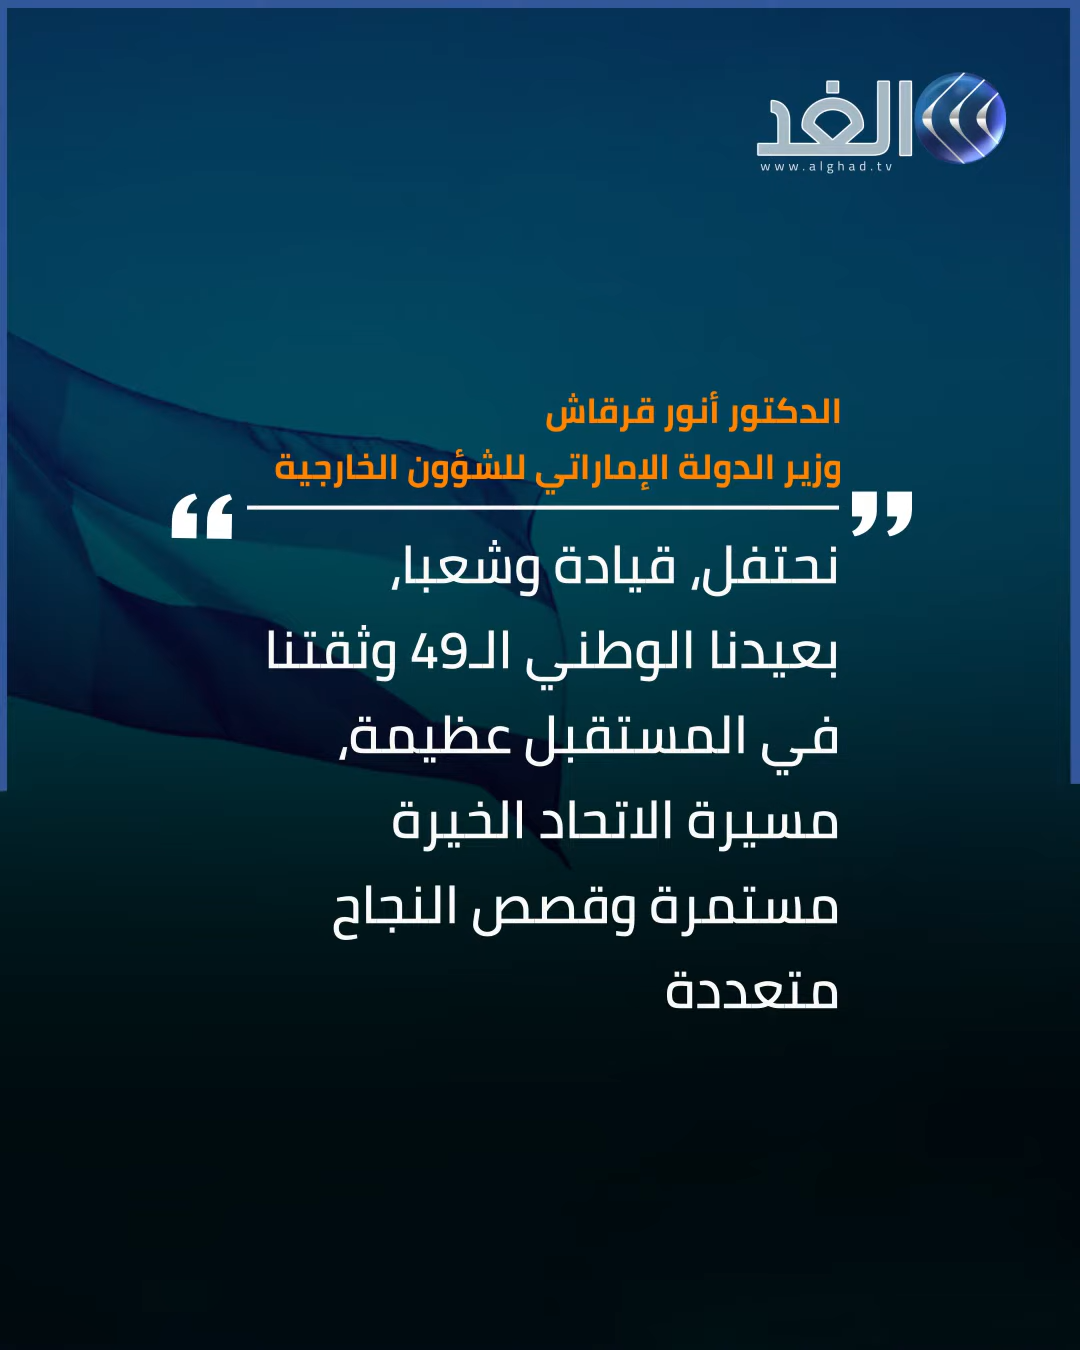 الغد
www.alghad.tv
الدكتور أنور قرقاش
وزير الدولة الإماراتي للشؤون الخارجية
”
“
نحتفل، قيادة وشعبا،
بعيدنا الوطني الـ49 وثقتنا
في المستقبل عظيمة،
مسيرة الاتحاد الخيرة
مستمرة وقصص النجاح
متعددة